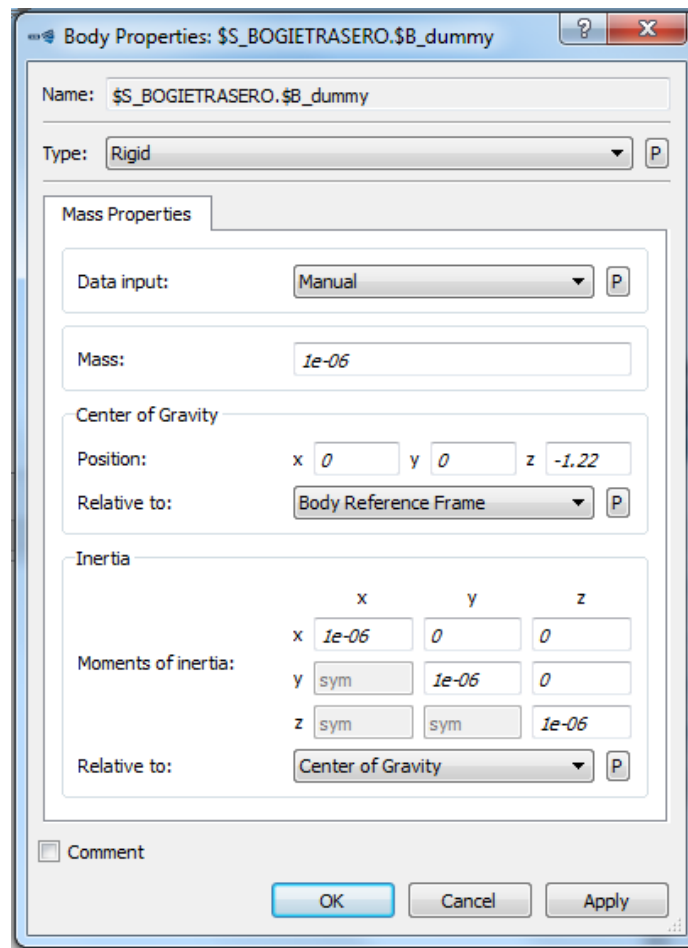 Body Properties: $S_BOGIETRASERO.$B_dummy ? X
Name: $S_BOGIETRASERO.$B_dummy
Type: Rigid P
Mass Properties
Data input: Manual P
Mass: 1e-06
Center of Gravity
Position: x 0 y 0 z -1.22
Relative to: Body Reference Frame P
Inertia
x y z
x 1e-06 0 0
Moments of inertia:
y sym 1e-06 0
z sym sym 1e-06
Relative to: Center of Gravity P
Comment
OK Cancel Apply